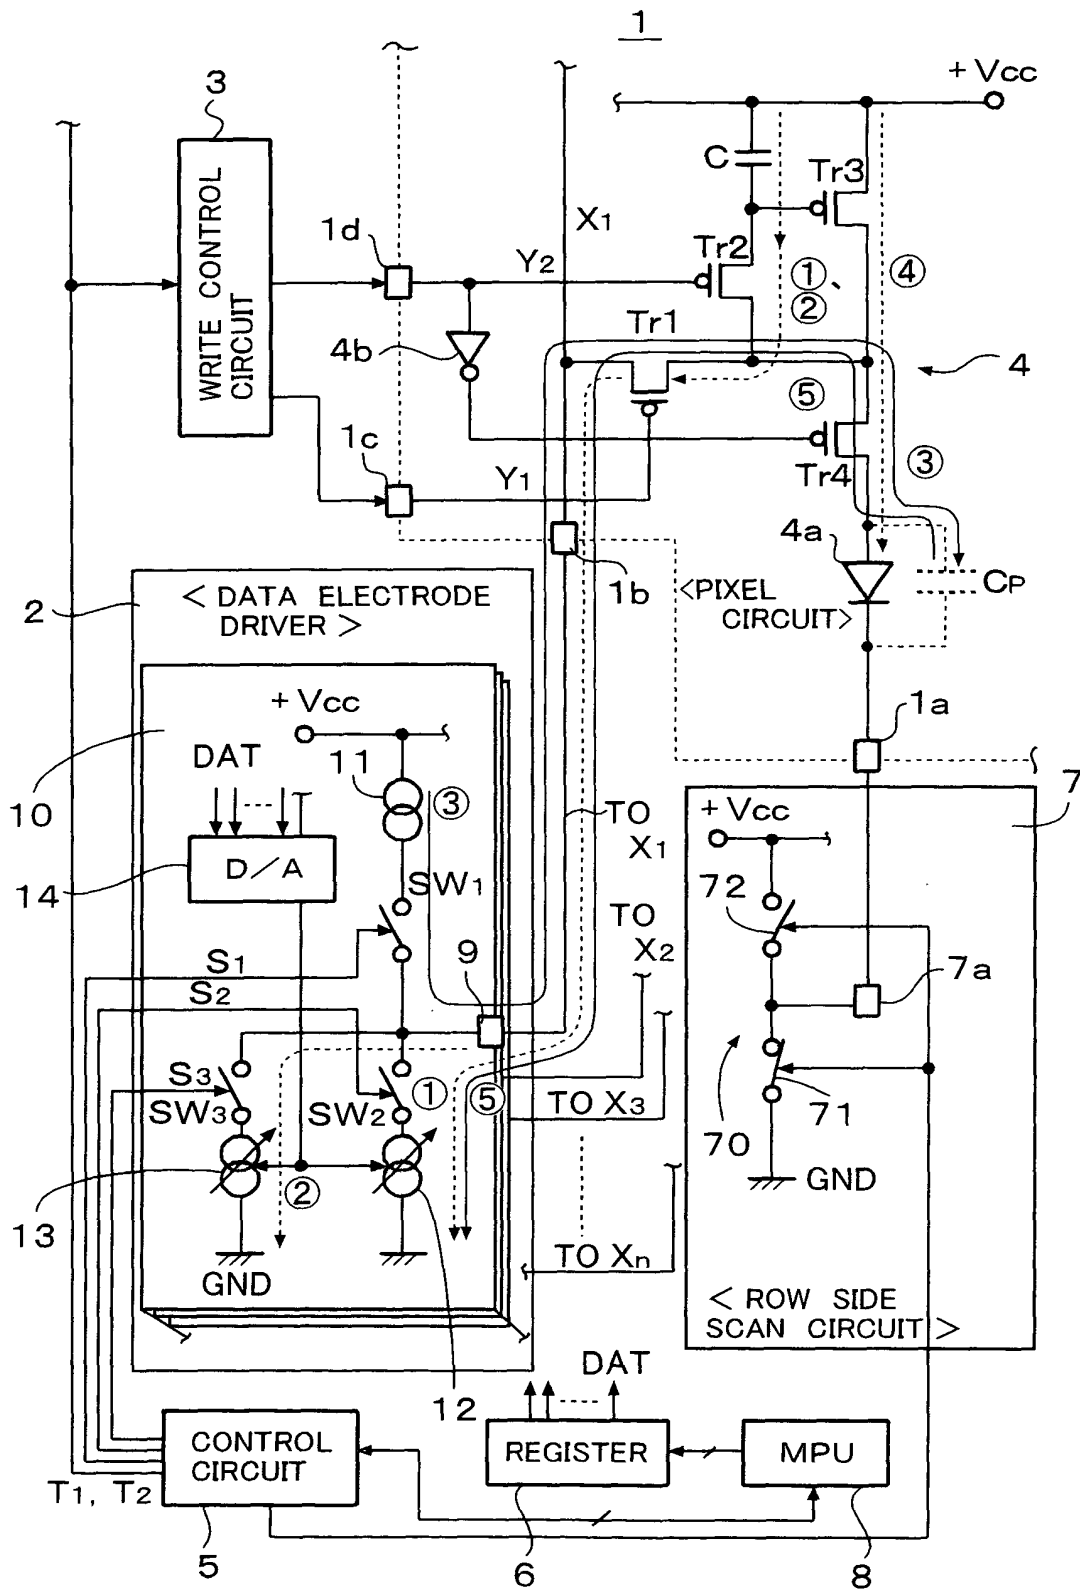 1
+ Vcc
3
C
Tr3
X1
1d
Tr2
Y2
①、
②
④
WRITE CONTROL
CIRCUIT
Tr1
4b
4
⑤
1c
③
Y1
Tr4
4a
1b
<PIXEL
CIRCUIT>
CP
2
< DATA ELECTRODE
DRIVER >
+ Vcc
1a
DAT
11
7
10
③
TO
X1
+ Vcc
D/A
14
SW1
72
TO
X2
S1
9
7a
S2
S3
SW3
SW2
①
⑤
TO X3
71
70
②
GND
13
TO Xn
GND
< ROW SIDE
SCAN CIRCUIT >
DAT
12
CONTROL
CIRCUIT
REGISTER
MPU
T1, T2
5
6
8